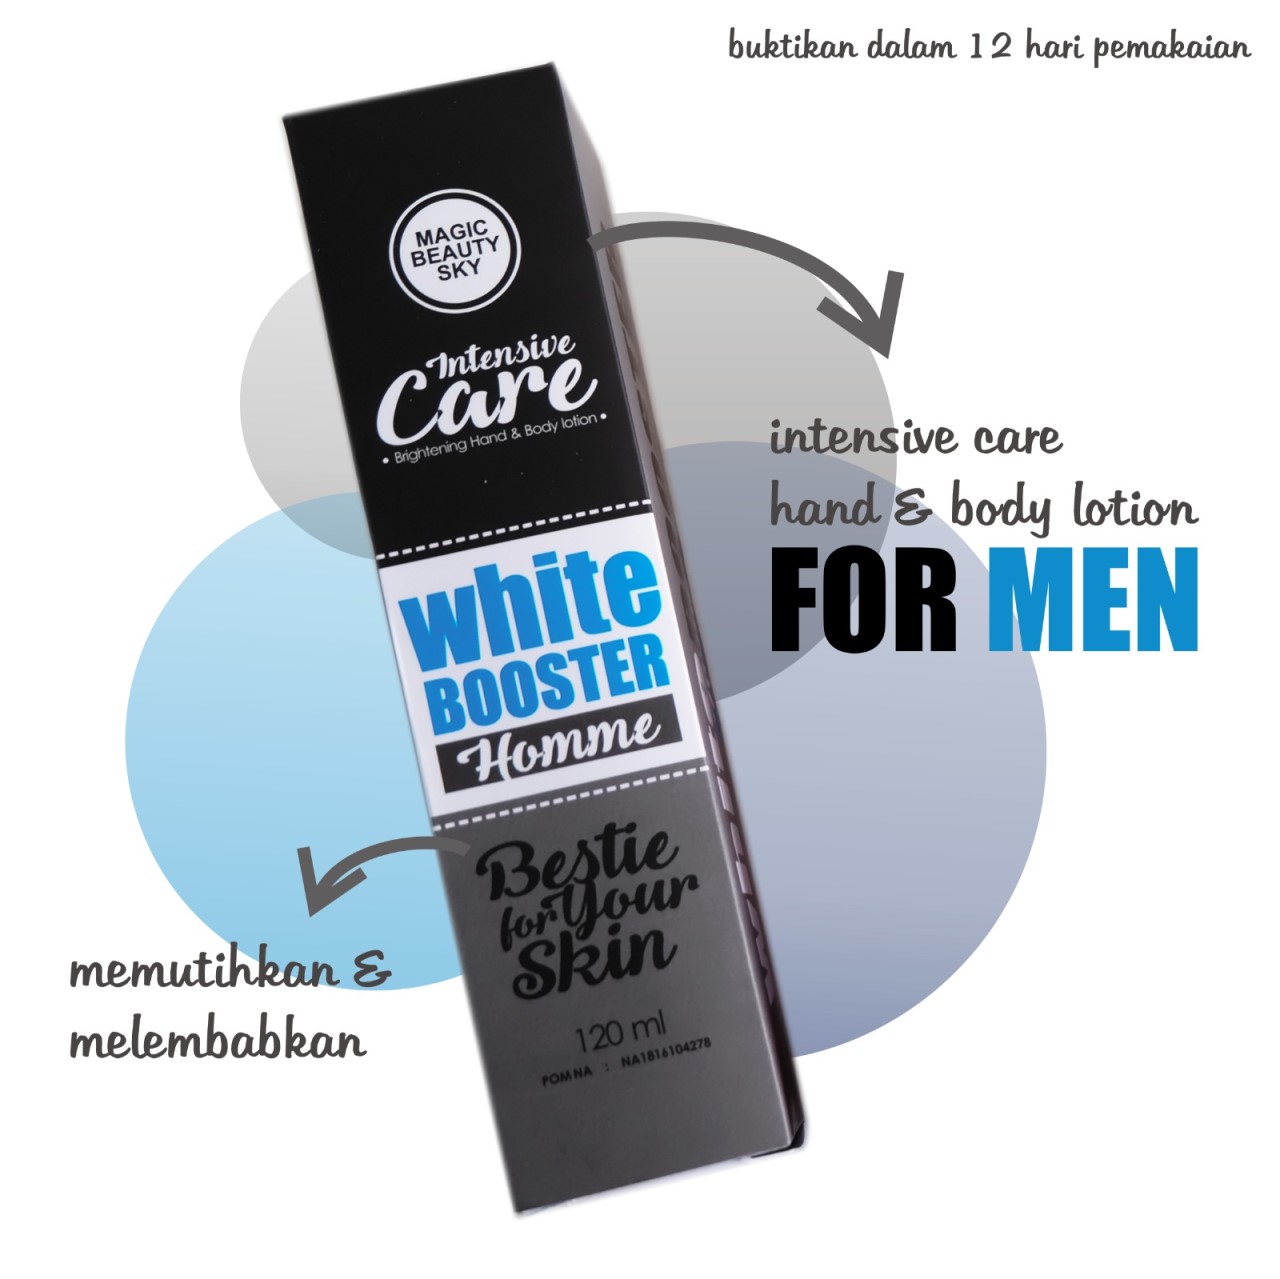 buktikan dalam 12 hari pemakaian
MAGIC
BEAUTY
SKY
Intensive
Care
• Brightening Hand & Body lotion •
white
BOOSTER
Homme
Bestie
for Your
Skin
120 ml
POM NA : NA1816104278
intensive care
hand & body lotion
FOR MEN
memutihkan &
melembabkan